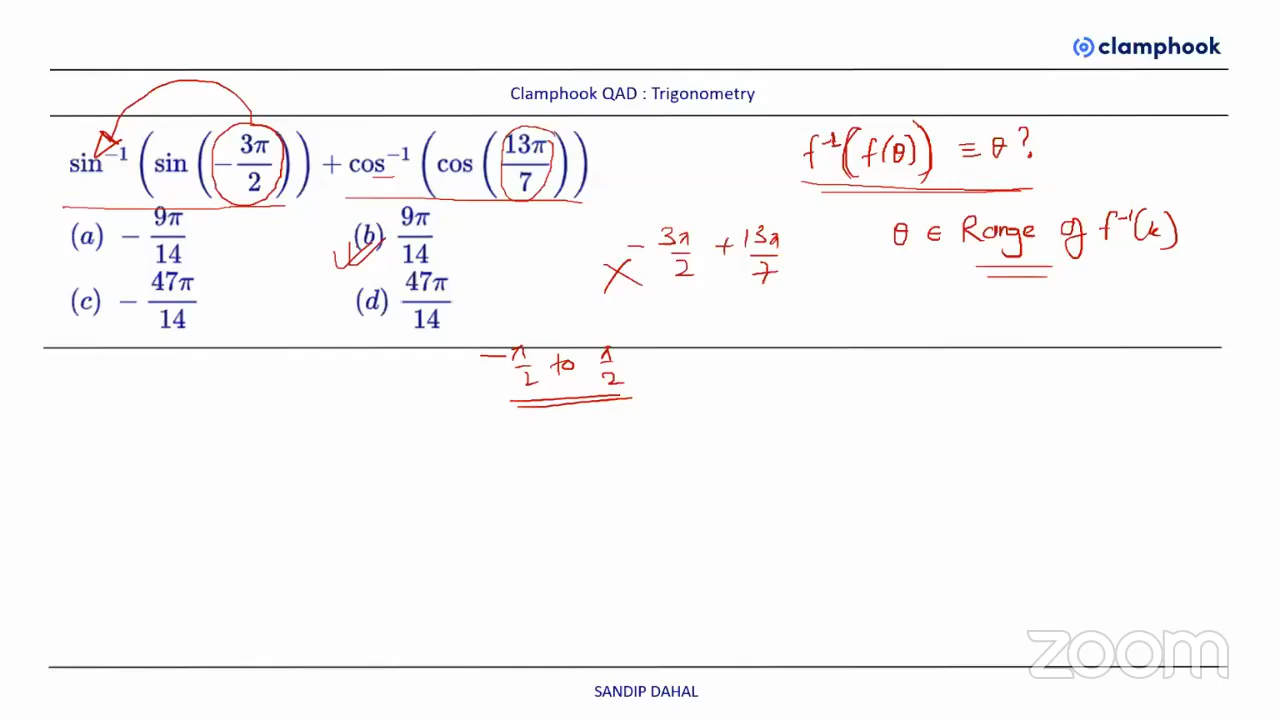 clamphook
Clamphook QAD : Trigonometry
sin⁻¹ (sin (−3π/2)) + cos⁻¹ (cos (13π/7))
f⁻¹(f(θ)) ≡ θ ?
(a) − 9π/14 (b) 9π/14
θ ∈ Range of f⁻¹(x)
− 3π/2 + 13π/7
(c) − 47π/14 (d) 47π/14
− π/2 to π/2
zoom
SANDIP DAHAL